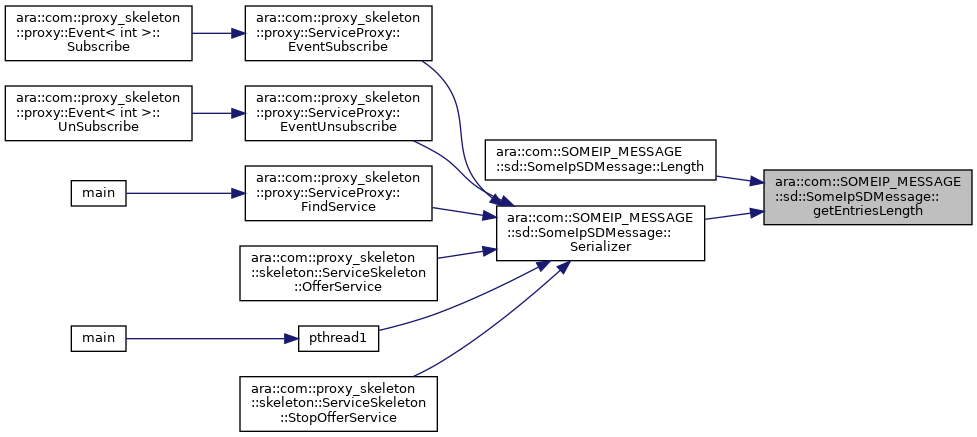 ara::com::proxy_skeleton
::proxy::Event< int >::
Subscribe
ara::com::proxy_skeleton
::proxy::ServiceProxy::
EventSubscribe
ara::com::proxy_skeleton
::proxy::Event< int >::
UnSubscribe
ara::com::proxy_skeleton
::proxy::ServiceProxy::
EventUnsubscribe
main
ara::com::proxy_skeleton
::proxy::ServiceProxy::
FindService
ara::com::proxy_skeleton
::skeleton::ServiceSkeleton
::OfferService
main
pthread1
ara::com::proxy_skeleton
::skeleton::ServiceSkeleton
::StopOfferService
ara::com::SOMEIP_MESSAGE
::sd::SomeIpSDMessage::Length
ara::com::SOMEIP_MESSAGE
::sd::SomeIpSDMessage::
Serializer
ara::com::SOMEIP_MESSAGE
::sd::SomeIpSDMessage::
getEntriesLength